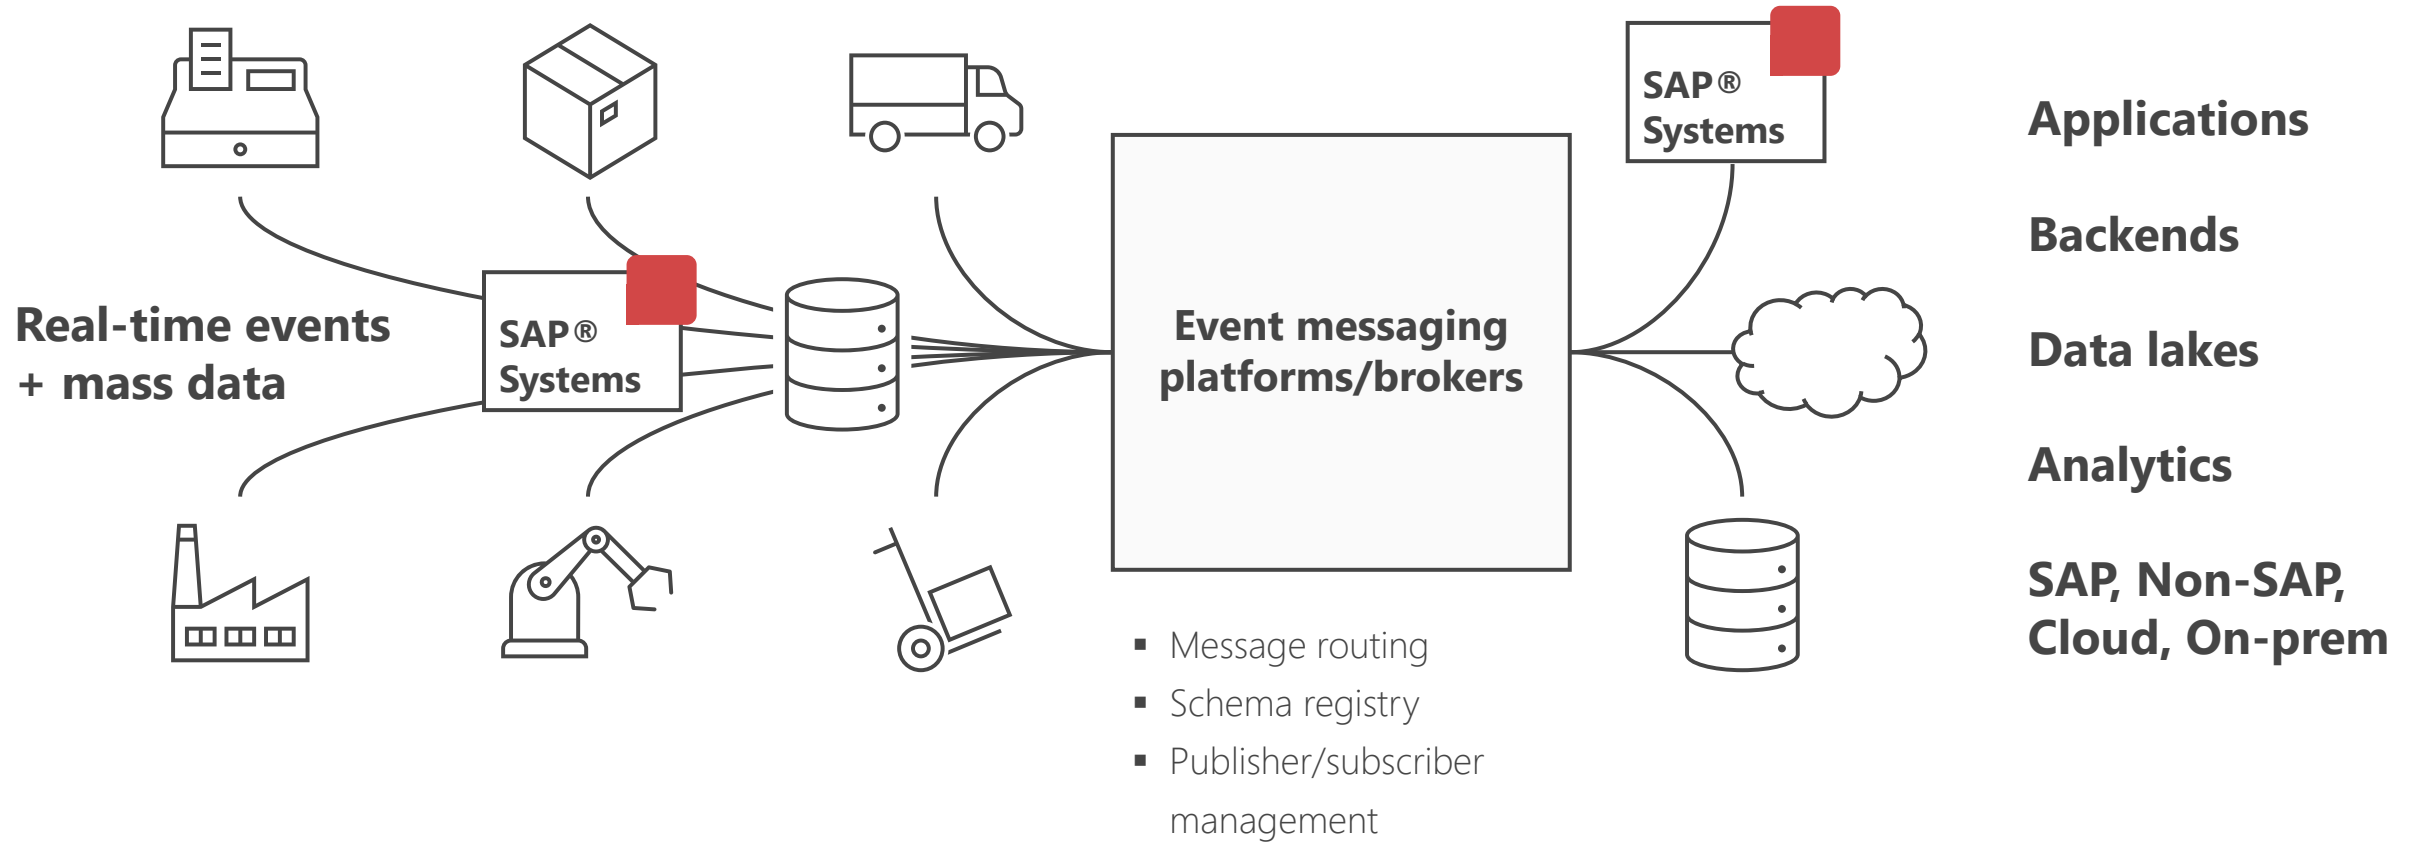 Real-time events
+ mass data
SAP®
Systems
Event messaging
platforms/brokers
▪ Message routing
▪ Schema registry
▪ Publisher/subscriber
management
SAP®
Systems
Applications
Backends
Data lakes
Analytics
SAP, Non-SAP,
Cloud, On-prem